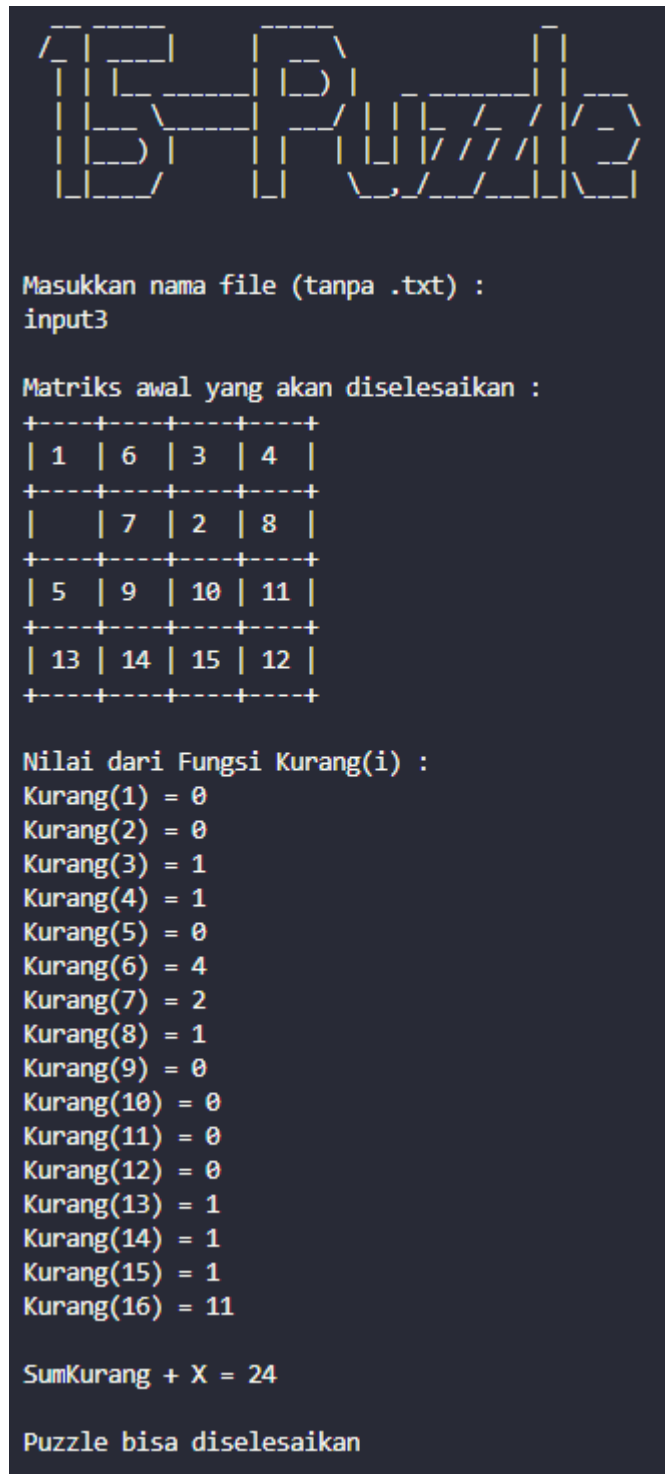 15-Puzzle
Masukkan nama file (tanpa .txt) :
input3
Matriks awal yang akan diselesaikan :
+----+----+----+----+
| 1  | 6  | 3  | 4  |
+----+----+----+----+
|    | 7  | 2  | 8  |
+----+----+----+----+
| 5  | 9  | 10 | 11 |
+----+----+----+----+
| 13 | 14 | 15 | 12 |
+----+----+----+----+
Nilai dari Fungsi Kurang(i) :
Kurang(1) = 0
Kurang(2) = 0
Kurang(3) = 1
Kurang(4) = 1
Kurang(5) = 0
Kurang(6) = 4
Kurang(7) = 2
Kurang(8) = 1
Kurang(9) = 0
Kurang(10) = 0
Kurang(11) = 0
Kurang(12) = 0
Kurang(13) = 1
Kurang(14) = 1
Kurang(15) = 1
Kurang(16) = 11
SumKurang + X = 24
Puzzle bisa diselesaikan